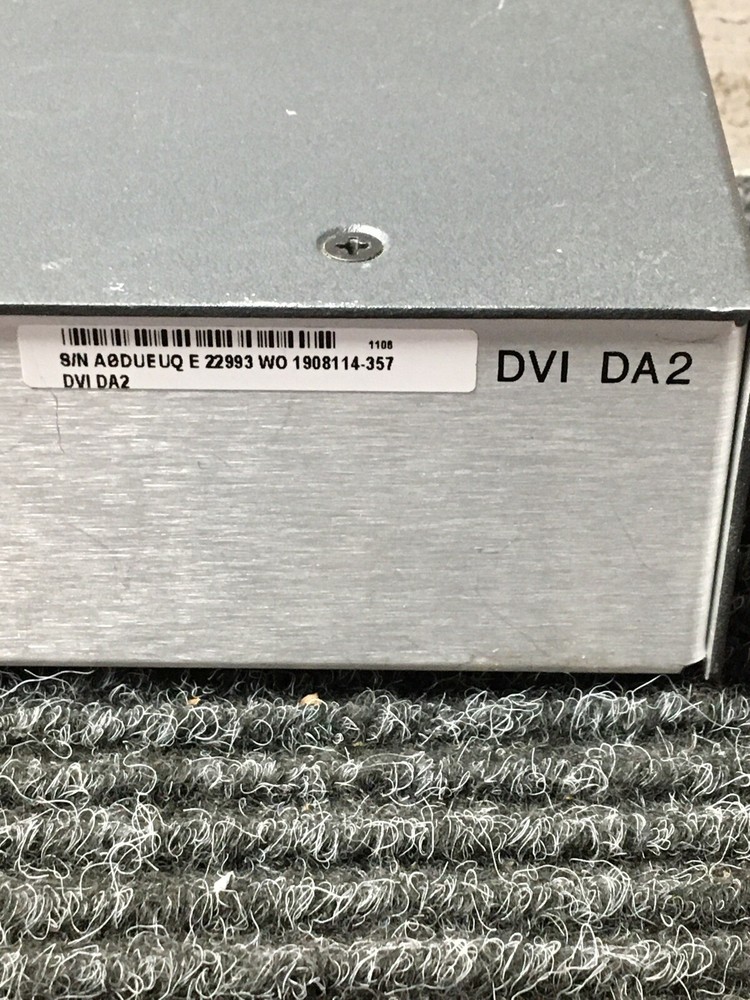 1108
S/N A0DUEUQ E 22993 WO 1908114-357
DVI DA2
DVI DA2